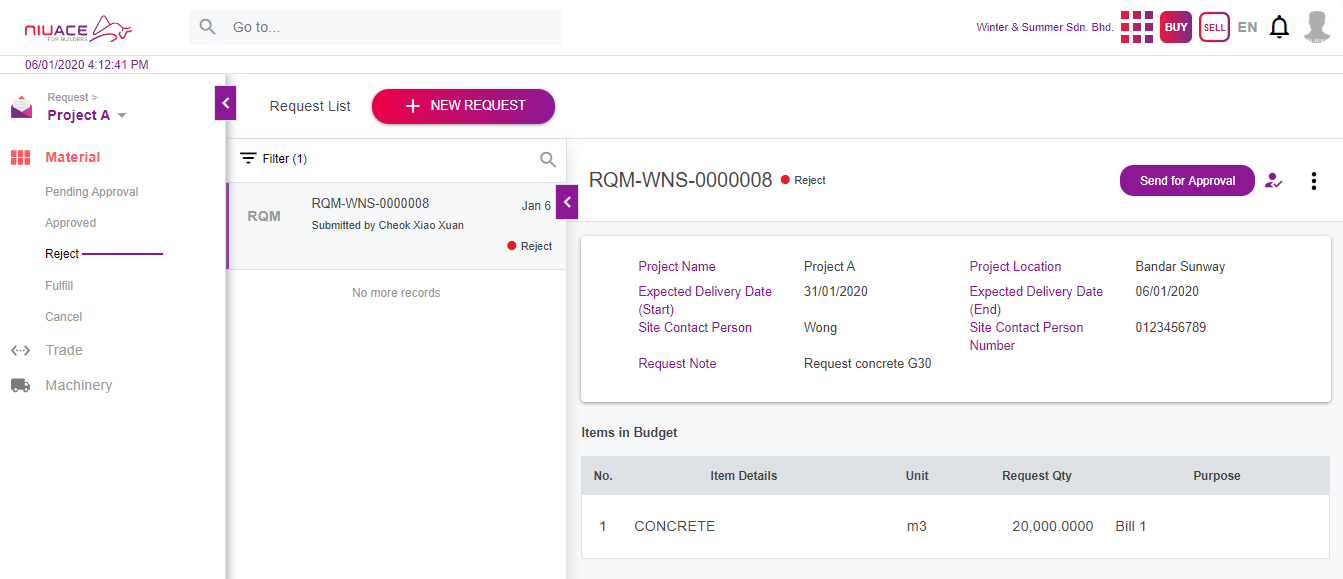 NIUACE
FOR BUILDERS
Go to...
Winter & Summer Sdn. Bhd.
BUY
SELL
EN
06/01/2020 4:12:41 PM
Request >
Project A
Material
Pending Approval
Approved
Reject
Fulfill
Cancel
Trade
Machinery
Request List
+ NEW REQUEST
Filter (1)
RQM
RQM-WNS-0000008
Jan 6
Submitted by Cheok Xiao Xuan
Reject
No more records
RQM-WNS-0000008 Reject
Send for Approval
Project Name Project A Project Location Bandar Sunway
Expected Delivery Date 31/01/2020 Expected Delivery Date 06/01/2020
(Start) (End)
Site Contact Person Wong Site Contact Person 0123456789
Number
Request Note Request concrete G30
Items in Budget
No. Item Details Unit Request Qty Purpose
1 CONCRETE m3 20,000.0000 Bill 1